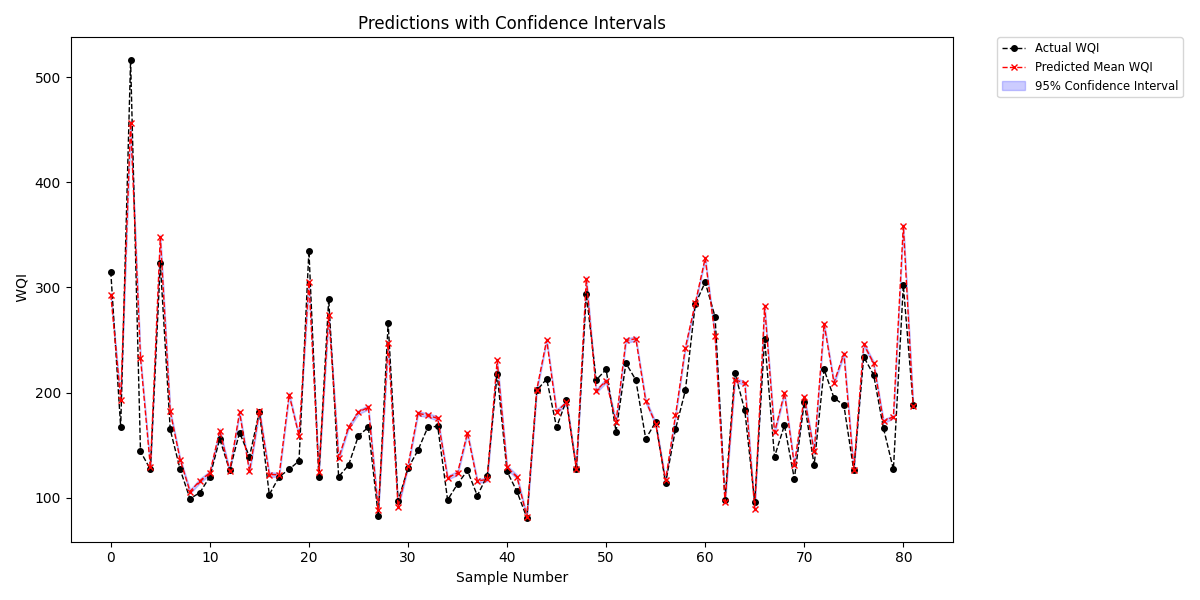 Predictions with Confidence Intervals
Actual WQI
Predicted Mean WQI
95% Confidence Interval
WQI
500
400
300
200
100
0 10 20 30 40 50 60 70 80
Sample Number